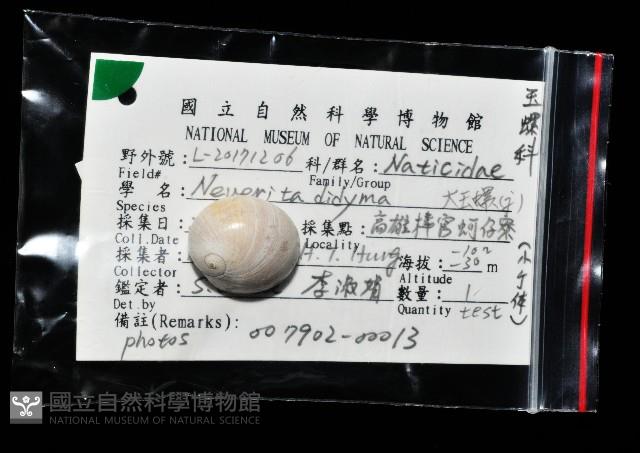 國立自然科學博物館
NATIONAL MUSEUM OF NATURAL SCIENCE
野外號: L-20171206 科/群名: Naticidae
Field# Family/Group
學 名: Neverita didyma 大玉螺
Species
採集日: 採集點: 高雄梓官蚵仔寮
Coll.Date Locality
採集者: H. T. Hung 海拔: -10~-30 m
Collector Altitude
鑑定者: 李淑 數量: 1
Det.by Quantity test
備註(Remarks): 007902-00013
photos
玉螺科
國立自然科學博物館
NATIONAL MUSEUM OF NATURAL SCIENCE